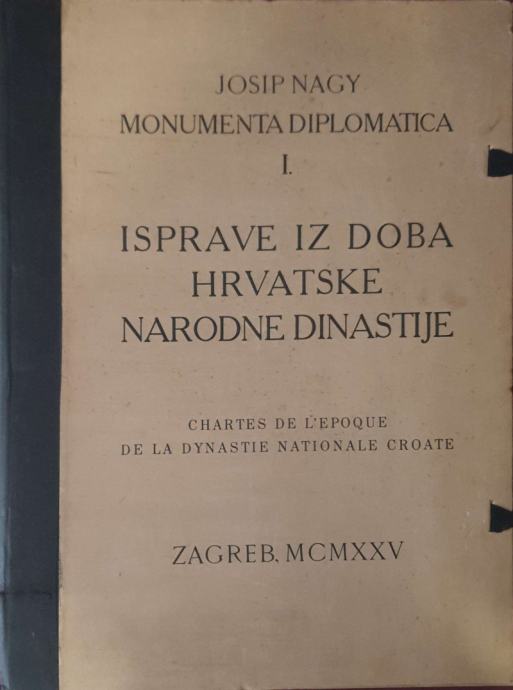 JOSIP NAGY
MONUMENTA DIPLOMATICA
I.
ISPRAVE IZ DOBA
HRVATSKE
NARODNE DINASTIJE
CHARTES DE L'EPOQUE
DE LA DYNASTIE NATIONALE CROATE
ZAGREB, MCMXXV